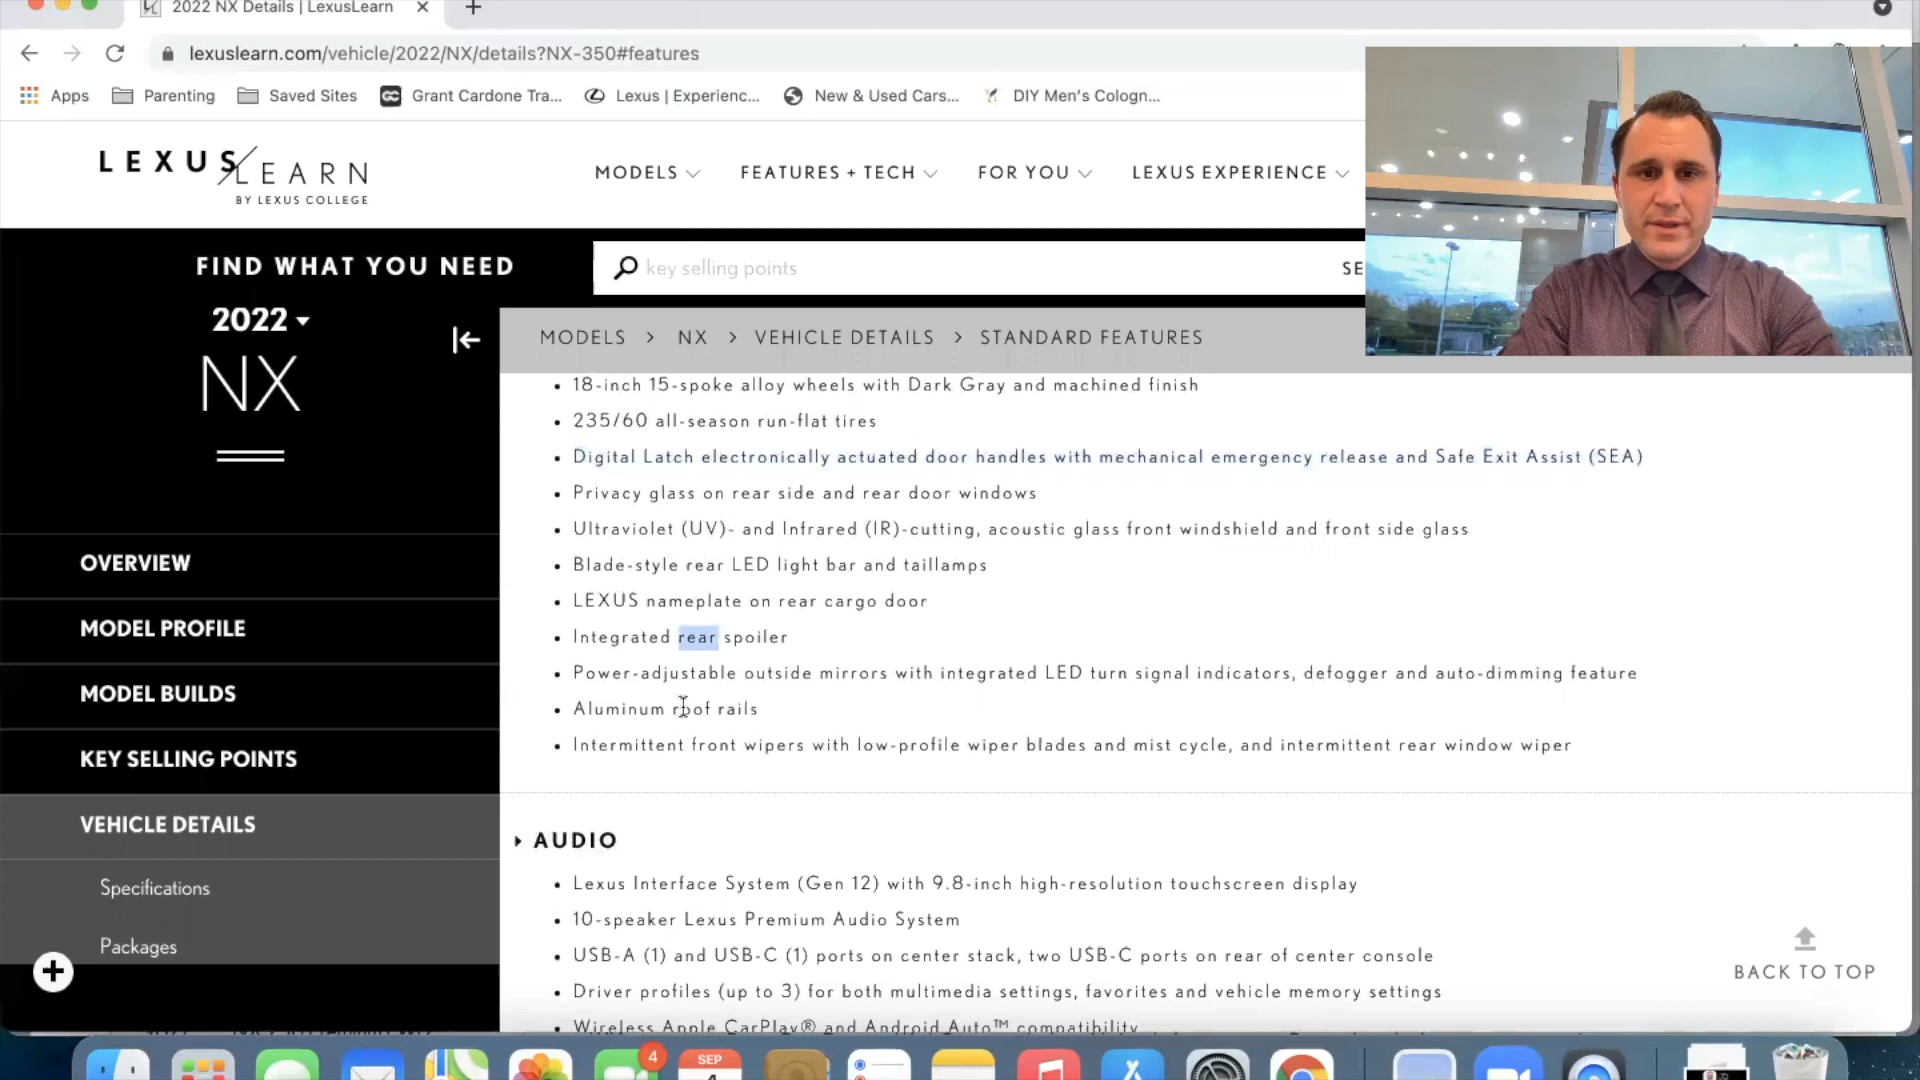 2022 NX Details | LexusLearn
lexuslearn.com/vehicle/2022/NX/details?NX-350#features
Apps
Parenting
Saved Sites
GC
Grant Cardone Tra...
Lexus | Experienc...
New & Used Cars...
DIY Men's Cologn...
LEXUS LEARN
BY LEXUS COLLEGE
MODELS
FEATURES + TECH
FOR YOU
LEXUS EXPERIENCE
FIND WHAT YOU NEED
key selling points
SE
2022
NX
MODELS > NX > VEHICLE DETAILS > STANDARD FEATURES
OVERVIEW
MODEL PROFILE
MODEL BUILDS
KEY SELLING POINTS
VEHICLE DETAILS
Specifications
Packages
• 18-inch 15-spoke alloy wheels with Dark Gray and machined finish
• 235/60 all-season run-flat tires
• Digital Latch electronically actuated door handles with mechanical emergency release and Safe Exit Assist (SEA)
• Privacy glass on rear side and rear door windows
• Ultraviolet (UV)- and Infrared (IR)-cutting, acoustic glass front windshield and front side glass
• Blade-style rear LED light bar and taillamps
• LEXUS nameplate on rear cargo door
• Integrated rear spoiler
• Power-adjustable outside mirrors with integrated LED turn signal indicators, defogger and auto-dimming feature
• Aluminum roof rails
• Intermittent front wipers with low-profile wiper blades and mist cycle, and intermittent rear window wiper
AUDIO
• Lexus Interface System (Gen 12) with 9.8-inch high-resolution touchscreen display
• 10-speaker Lexus Premium Audio System
• USB-A (1) and USB-C (1) ports on center stack, two USB-C ports on rear of center console
• Driver profiles (up to 3) for both multimedia settings, favorites and vehicle memory settings
• Wireless Apple CarPlay® and Android Auto™ compatibility
BACK TO TOP
4
SEP